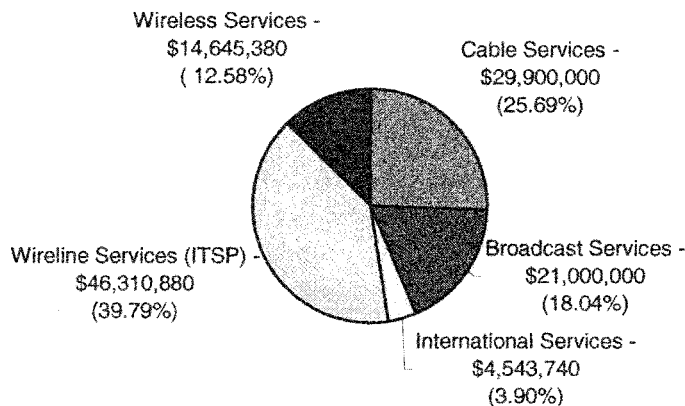 Wireless Services -
$14,645,380
( 12.58%)
Cable Services -
$29,900,000
(25.69%)
Wireline Services (ITSP) -
$46,310,880
(39.79%)
Broadcast Services -
$21,000,000
(18.04%)
International Services -
$4,543,740
(3.90%)